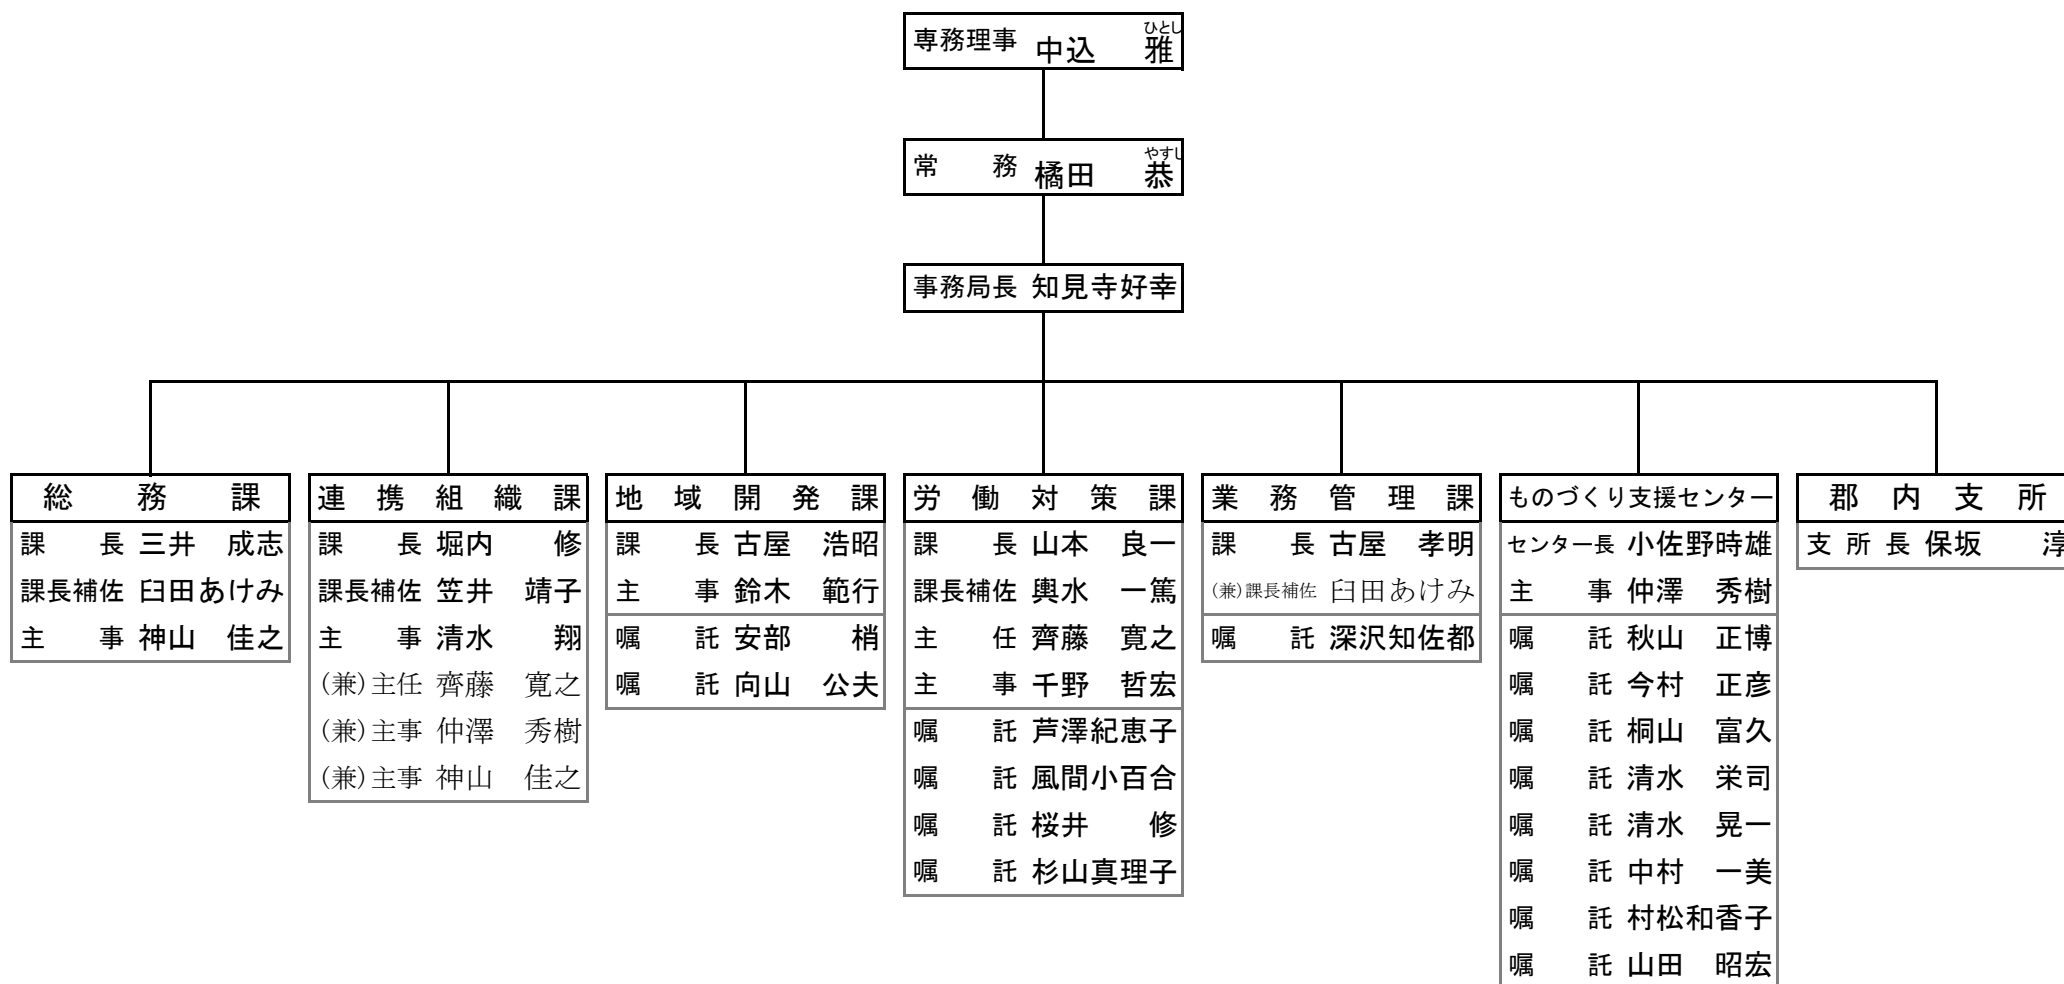 ひとし
専務理事 中込 雅
やすし
常務 橘田 恭
事務局長 知見寺好幸
総務課
課長 三井 成志
課長補佐 臼田あけみ
主事 神山 佳之
連携組織課
課長 堀内 修
課長補佐 笠井 靖子
主事 清水 翔
(兼)主任 齊藤 寛之
(兼)主事 仲澤 秀樹
(兼)主事 神山 佳之
地域開発課
課長 古屋 浩昭
主事 鈴木 範行
嘱託 安部 梢
嘱託 向山 公夫
労働対策課
課長 山本 良一
課長補佐 輿水 一篤
主任 齊藤 寛之
主事 千野 哲宏
嘱託 芦澤紀恵子
嘱託 風間小百合
嘱託 桜井 修
嘱託 杉山真理子
業務管理課
課長 古屋 孝明
(兼)課長補佐 臼田あけみ
嘱託 深沢知佐都
ものづくり支援センター
センター長 小佐野時雄
主事 仲澤 秀樹
嘱託 秋山 正博
嘱託 今村 正彦
嘱託 桐山 富久
嘱託 清水 栄司
嘱託 清水 晃一
嘱託 中村 一美
嘱託 村松和香子
嘱託 山田 昭宏
郡内支所
支所長 保坂 淳